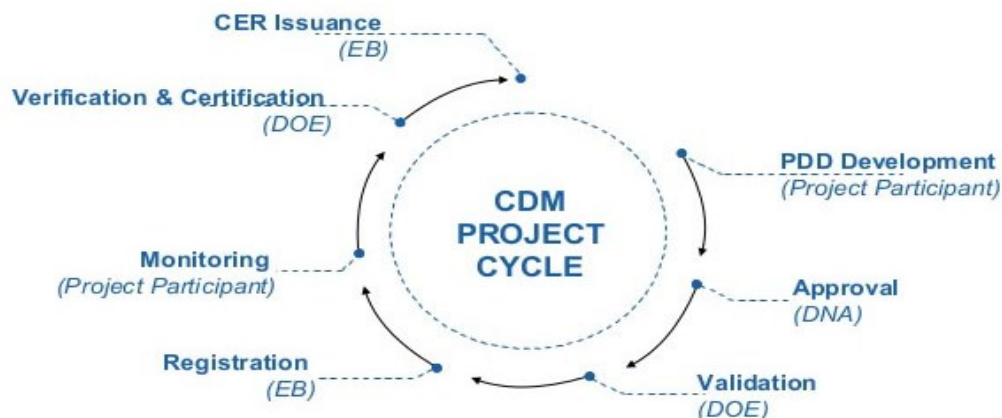 CER Issuance
(EB)
Verification & Certification
(DOE)
PDD Development
(Project Participant)
CDM
PROJECT
CYCLE
Monitoring
(Project Participant)
Approval
(DNA)
Registration
(EB)
Validation
(DOE)